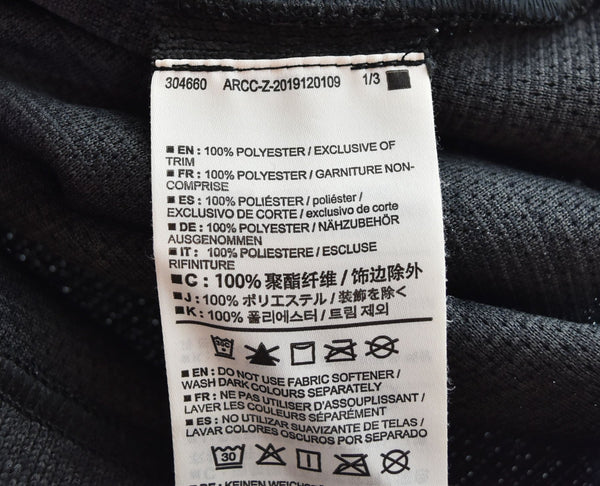 304660 ARCC-Z-2019120109 1/3
EN : 100% POLYESTER / EXCLUSIVE OF
TRIM
FR : 100% POLYESTER / GARNITURE NON-
COMPRISE
ES : 100% POLIÉSTER / poliéster /
EXCLUSIVO DE CORTE / exclusivo de corte
DE : 100% POLYESTER / NÄHZUBEHÖR
AUSGENOMMEN
IT : 100% POLIESTERE / ESCLUSE
RIFINITURE
C : 100% 聚酯纤维 / 饰边除外
J : 100% ポリエステル / 装飾を除く
K : 100% 폴리에스터 / 트림 제외
EN : DO NOT USE FABRIC SOFTENER /
WASH DARK COLOURS SEPARATELY
FR : NE PAS UTILISER D'ASSOUPLISSANT /
LAVER LES COULEURS SÉPARÉMENT
ES : NO UTILIZAR SUAVIZANTE DE TELAS /
LAVAR COLORES OSCUROS POR SEPARADO
30
DE : KEINEN WEICHSPÜLER